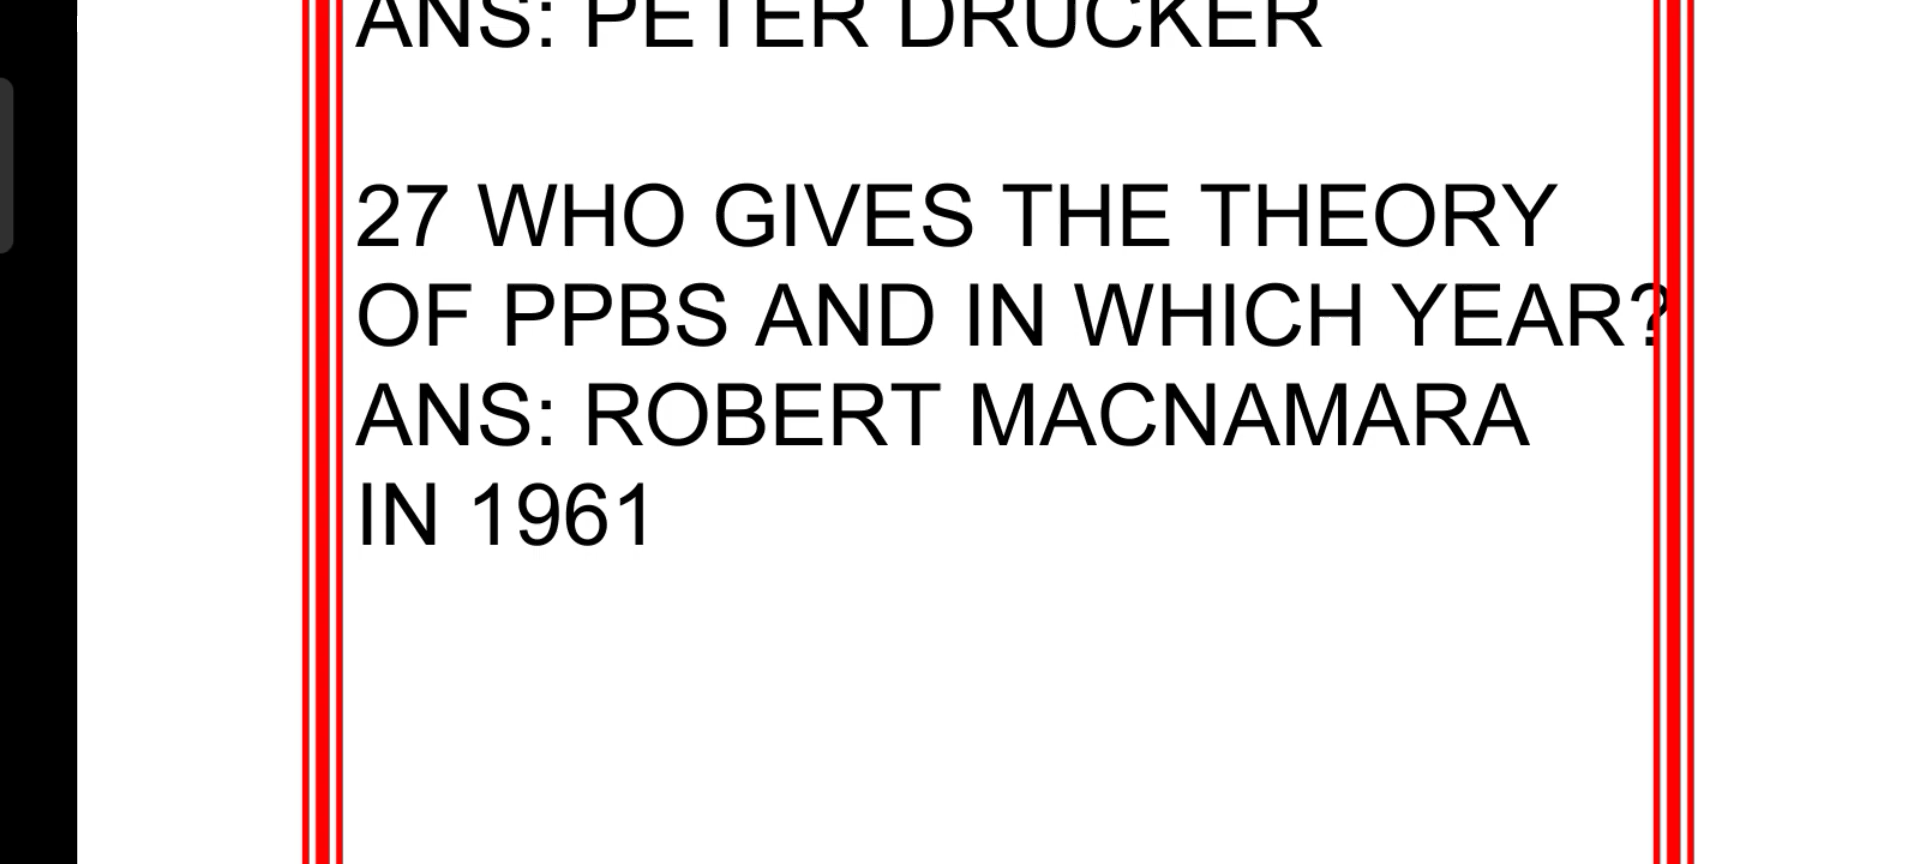 ANS: PETER DRUCKER
27 WHO GIVES THE THEORY
OF PPBS AND IN WHICH YEAR?
ANS: ROBERT MACNAMARA
IN 1961